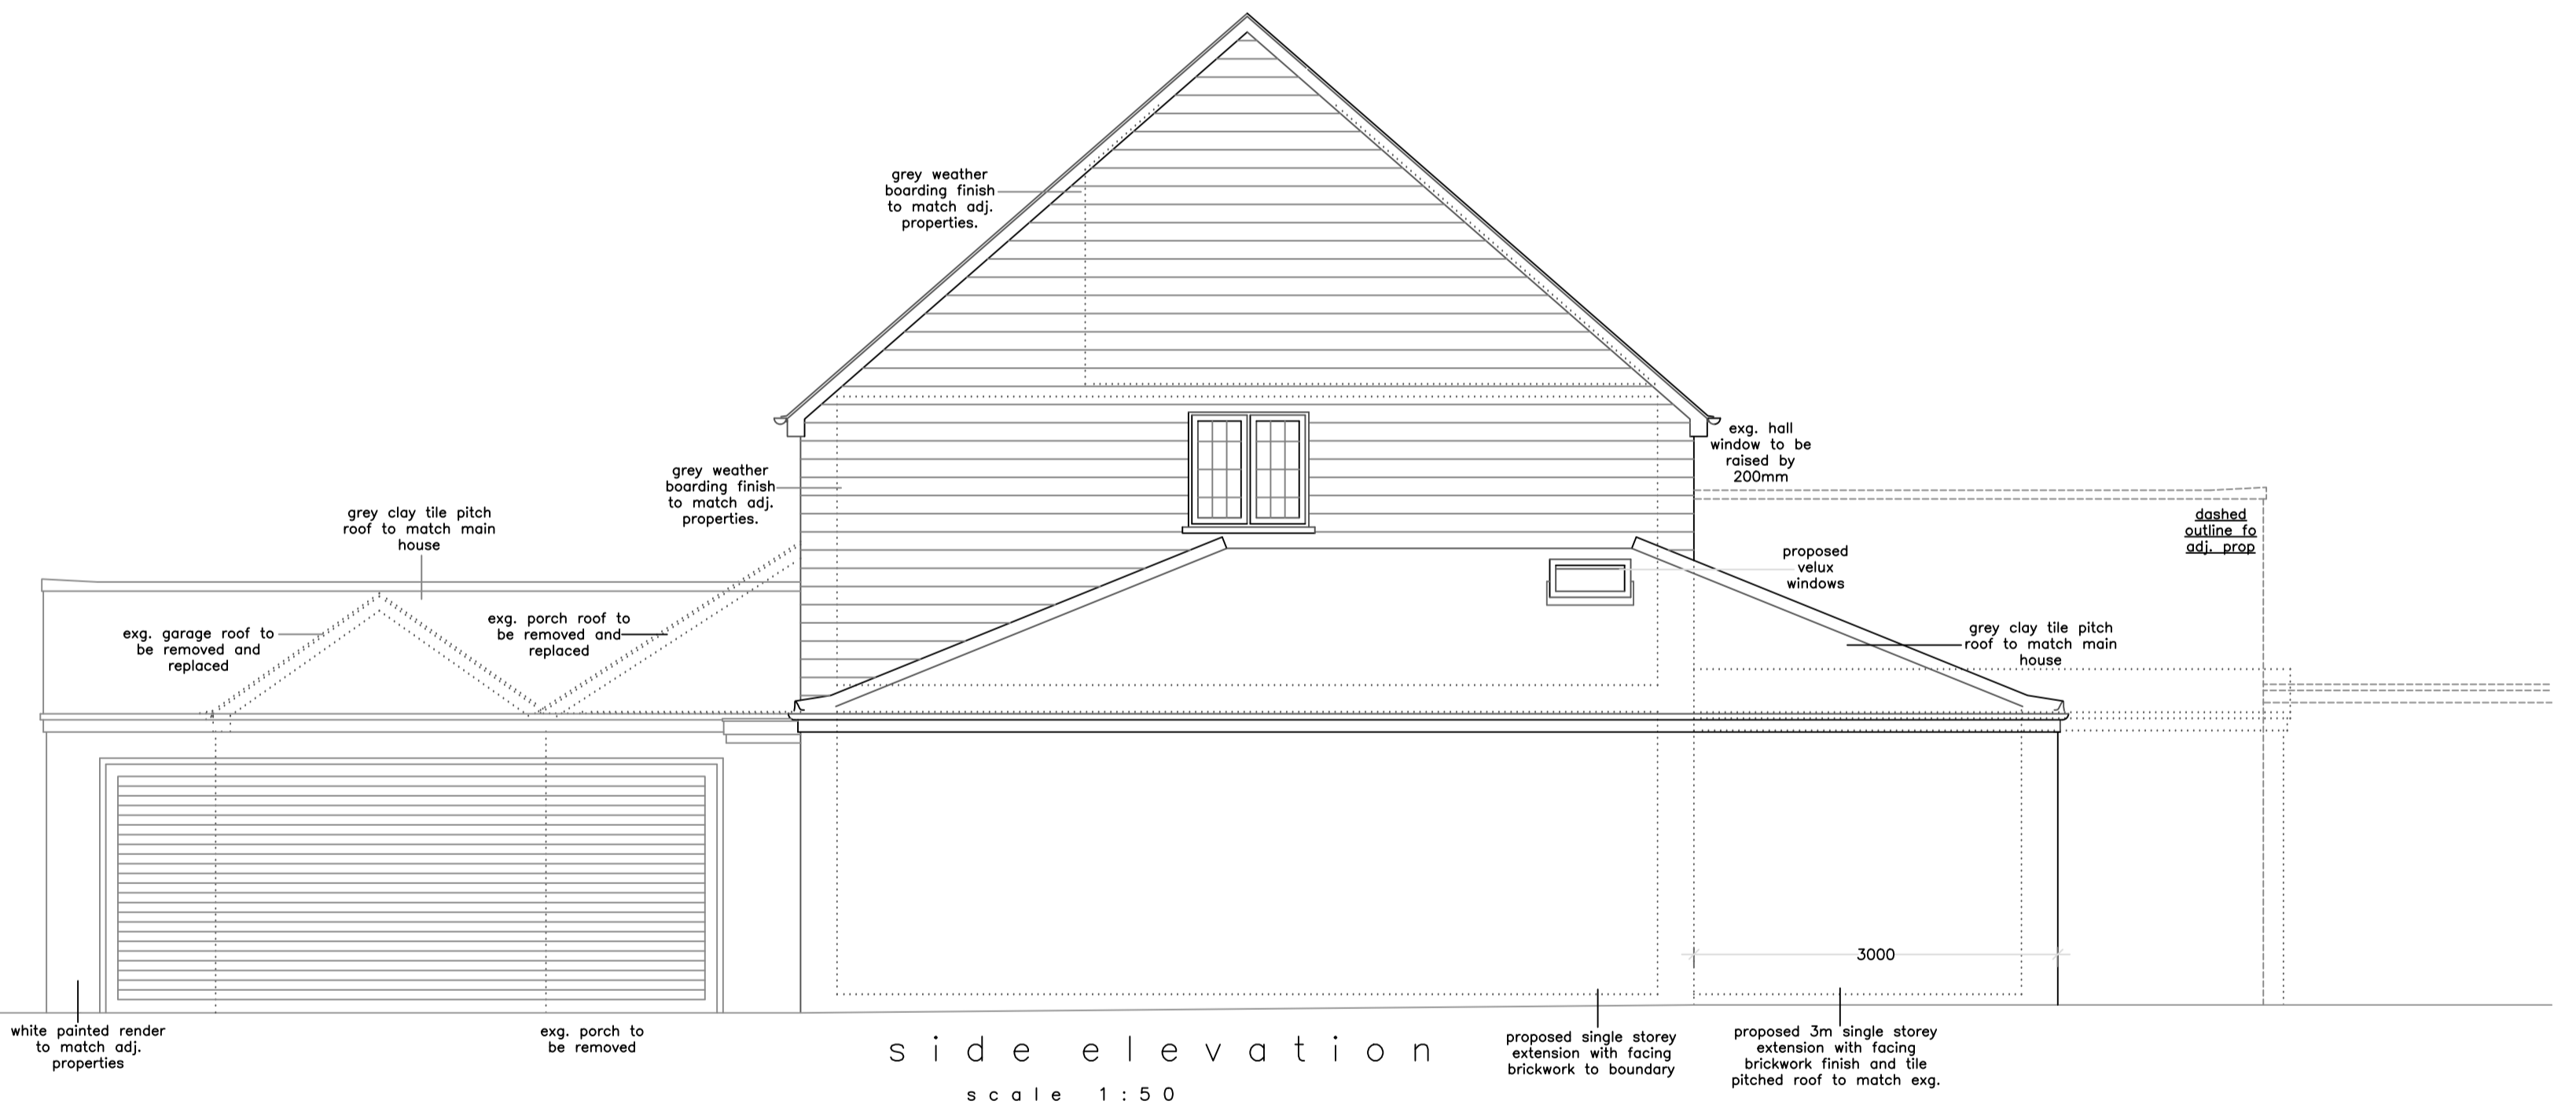 grey weather
boarding finish
to match adj.
properties.
exg. hall
window to be
raised by
200mm
grey weather
boarding finish
to match adj.
properties.
grey clay tile pitch
roof to match main
house
dashed
outline fo
adj. prop
proposed
velux
windows
exg. garage roof to
be removed and
replaced
exg. porch roof to
be removed and
replaced
grey clay tile pitch
roof to match main
house
3000
white painted render
to match adj.
properties
exg. porch to
be removed
side elevation
scale 1:50
proposed single storey
extension with facing
brickwork to boundary
proposed 3m single storey
extension with facing
brickwork finish and tile
pitched roof to match exg.